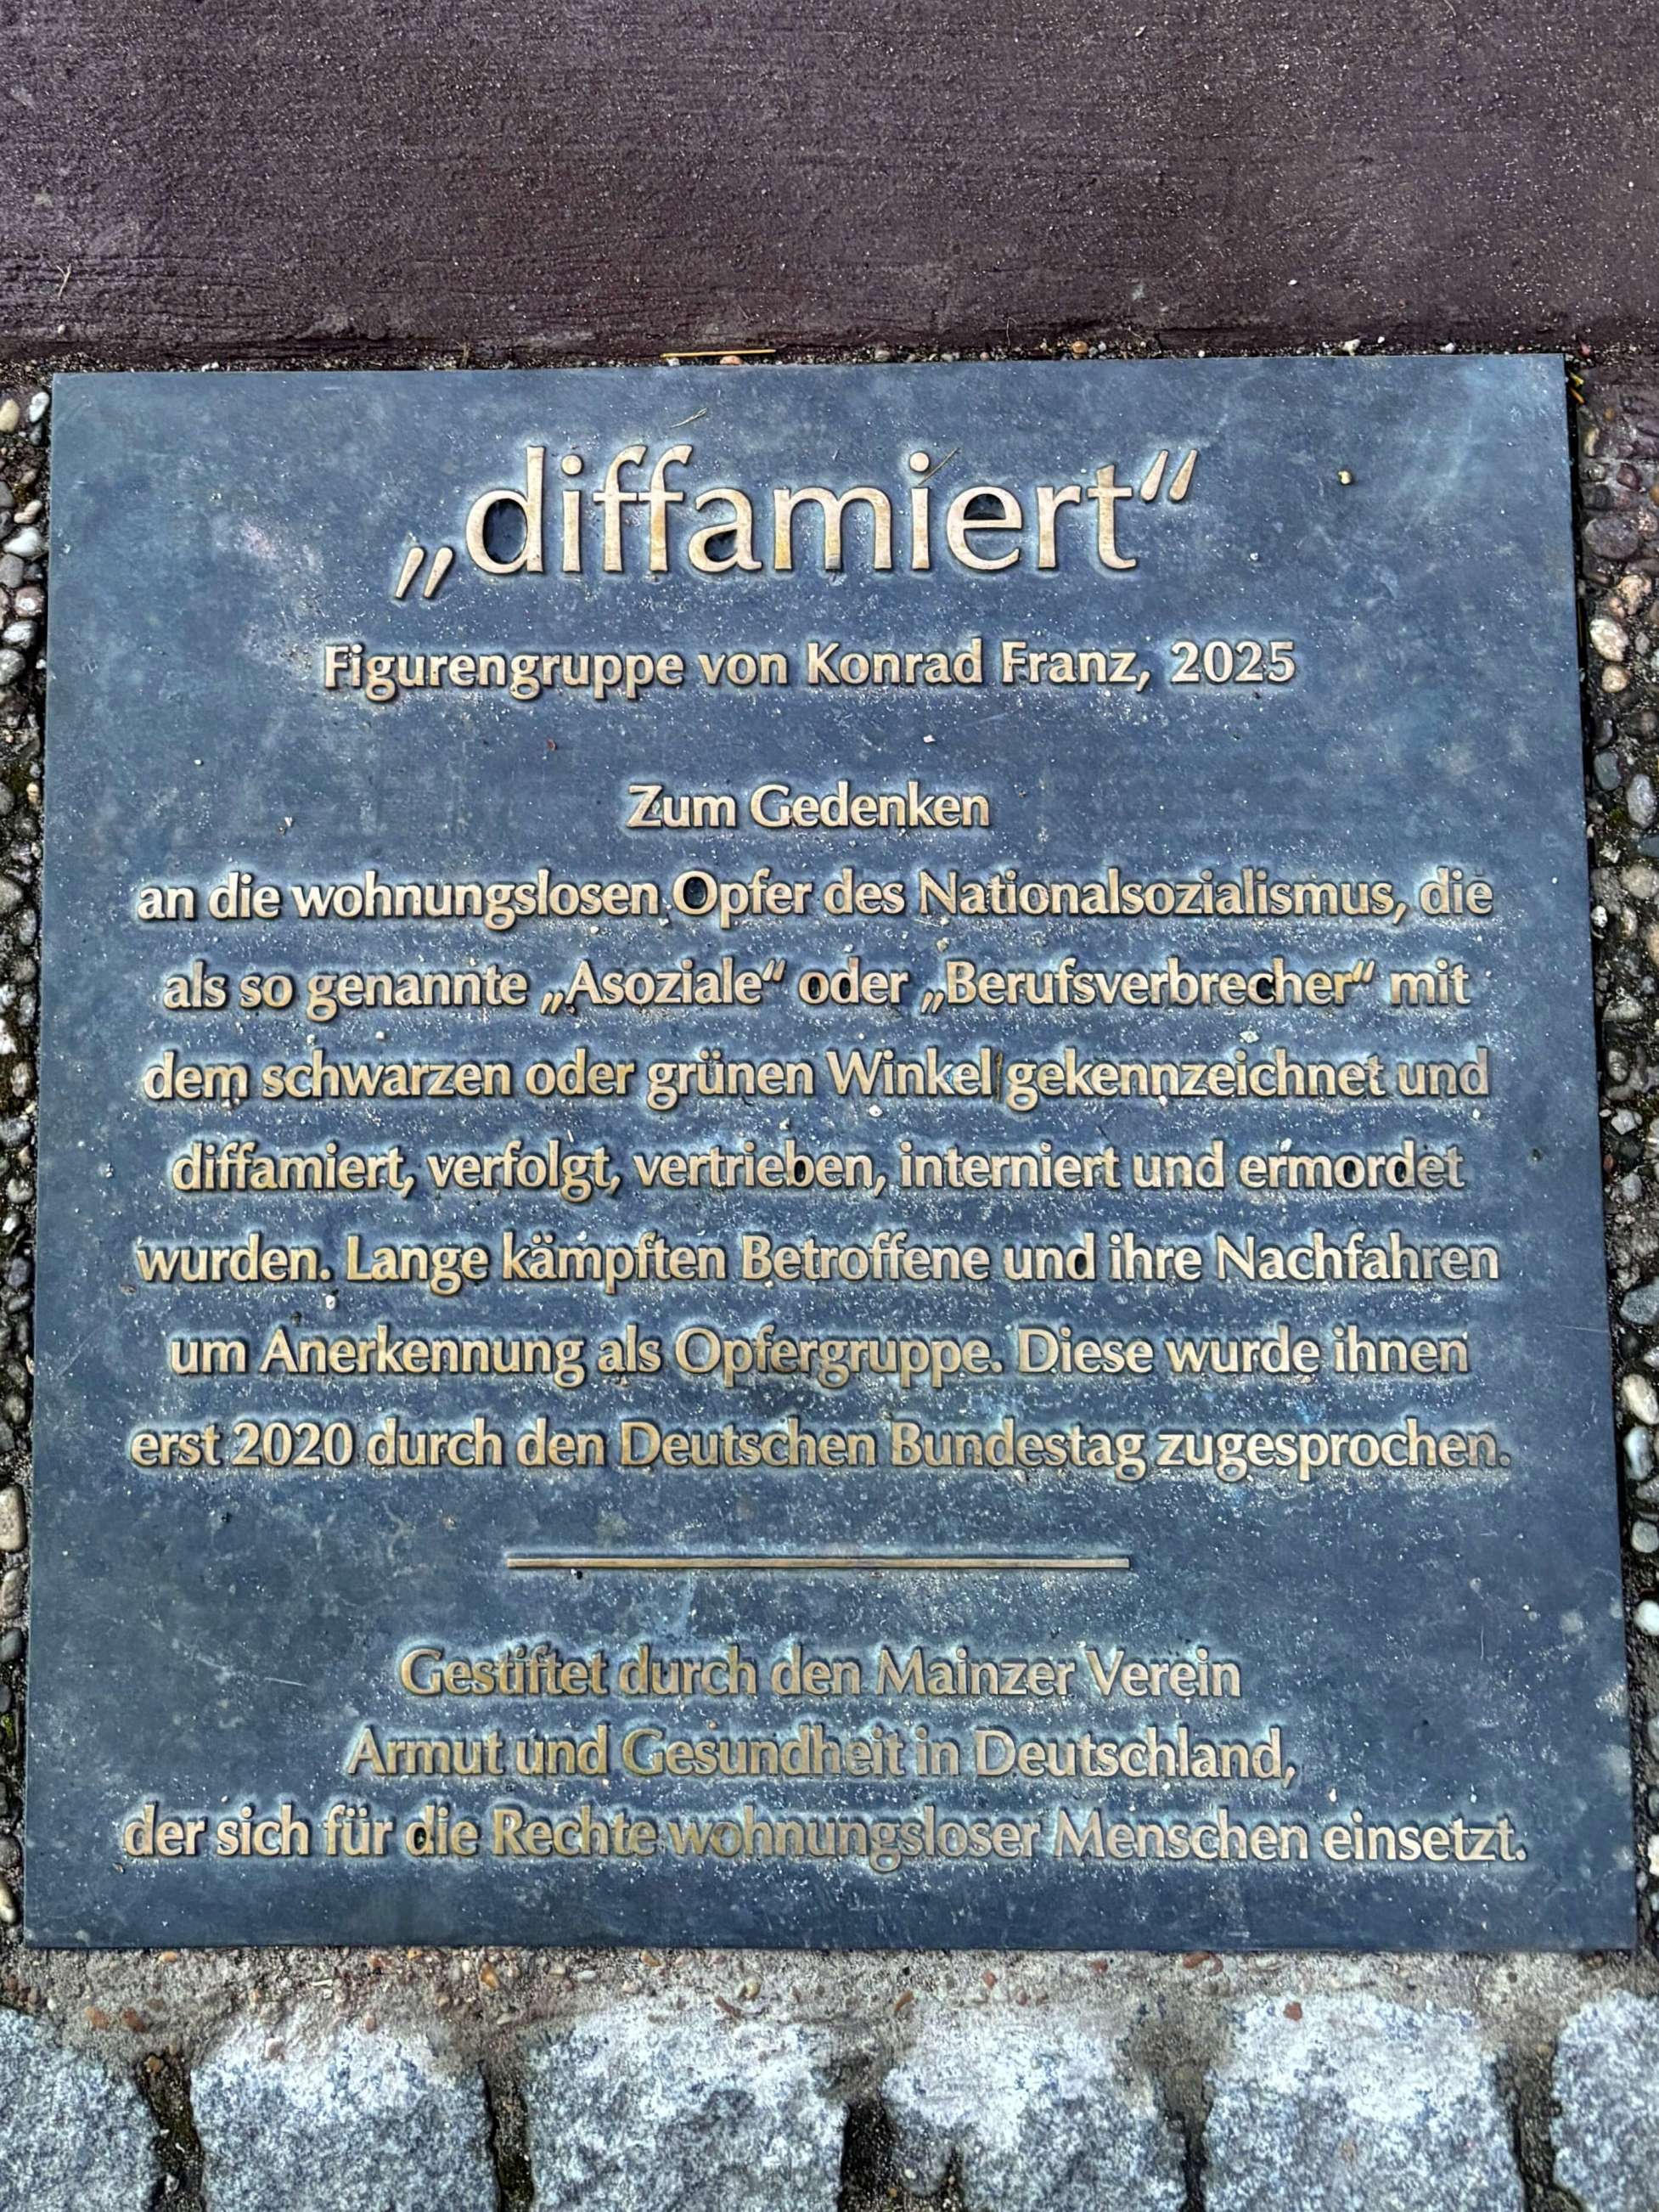 „diffamiert“
Figurengruppe von Konrad Franz, 2025
Zum Gedenken
an die wohnungslosen Opfer des Nationalsozialismus, die
als so genannte „Asoziale“ oder „Berufsverbrecher“ mit
dem schwarzen oder grünen Winkel gekennzeichnet und
diffamiert, verfolgt, vertrieben, interniert und ermordet
wurden. Lange kämpften Betroffene und ihre Nachfahren
um Anerkennung als Opfergruppe. Diese wurde ihnen
erst 2020 durch den Deutschen Bundestag zugesprochen.
Gestiftet durch den Mainzer Verein
Armut und Gesundheit in Deutschland,
der sich für die Rechte wohnungsloser Menschen einsetzt.